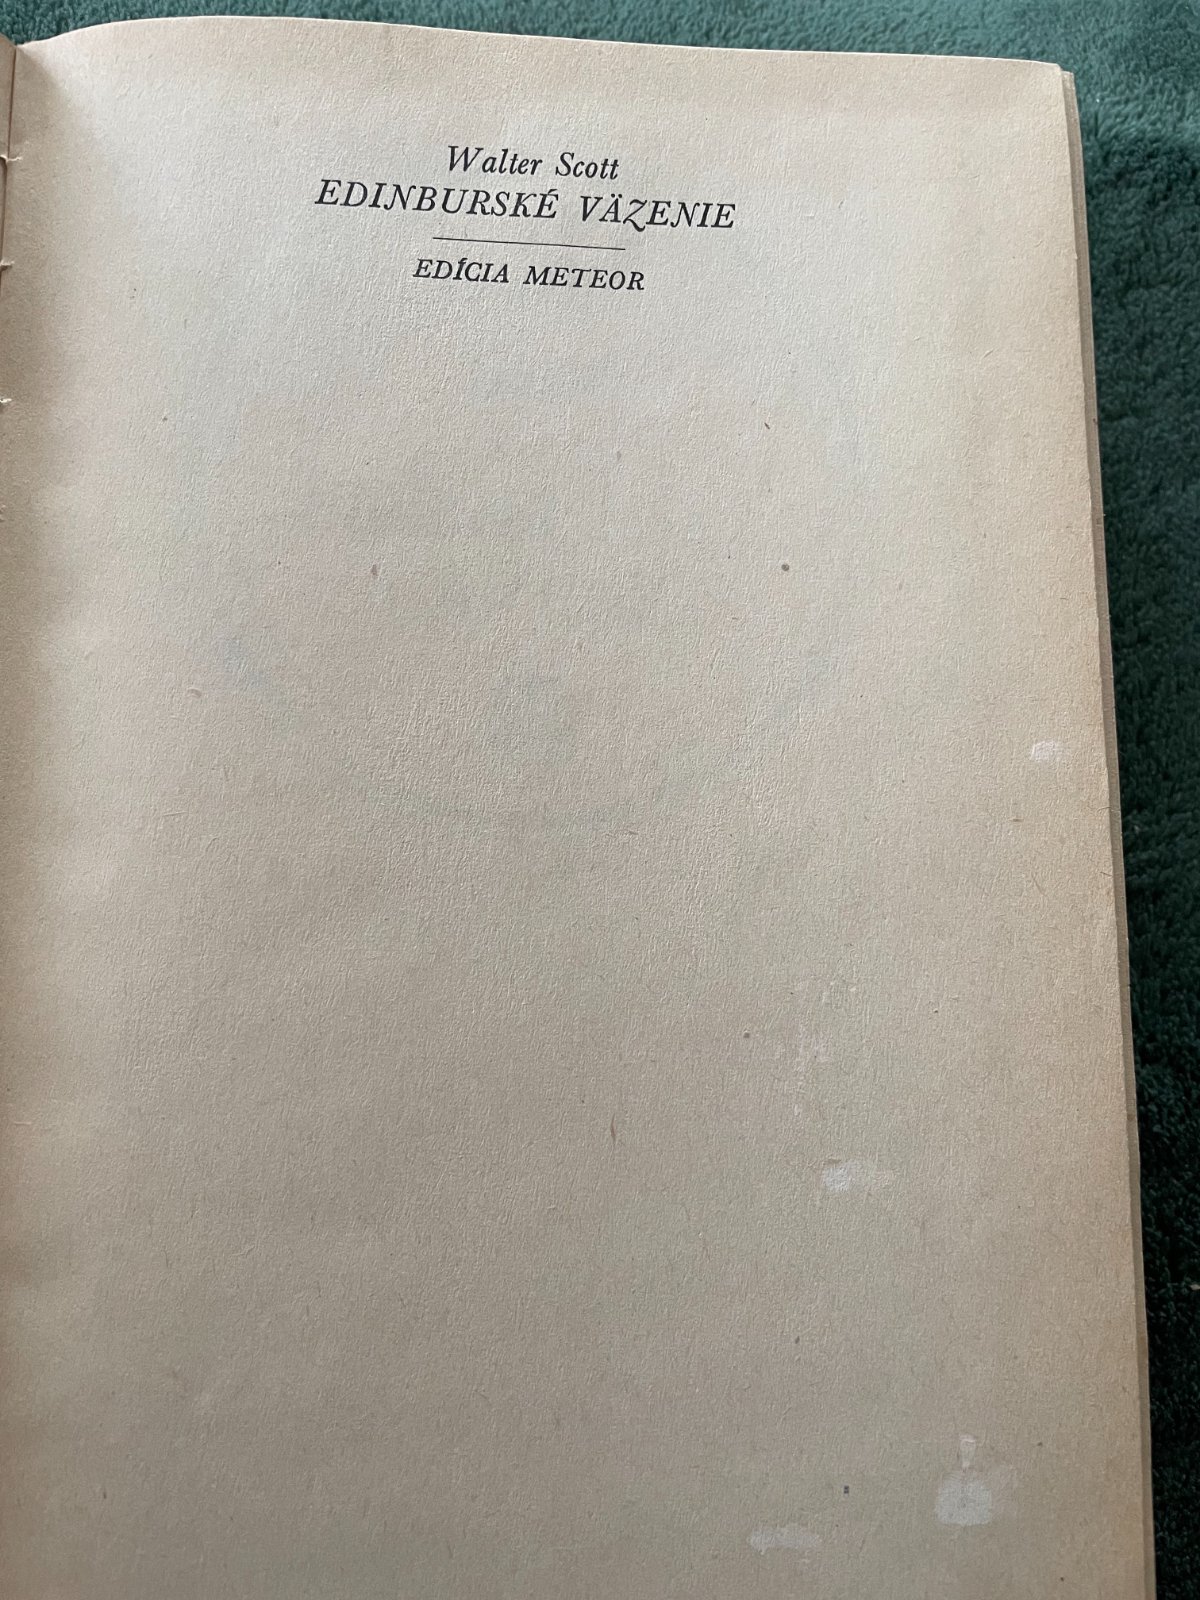 Walter Scott
EDINBURSKÉ VÄZENIE
EDÍCIA METEOR